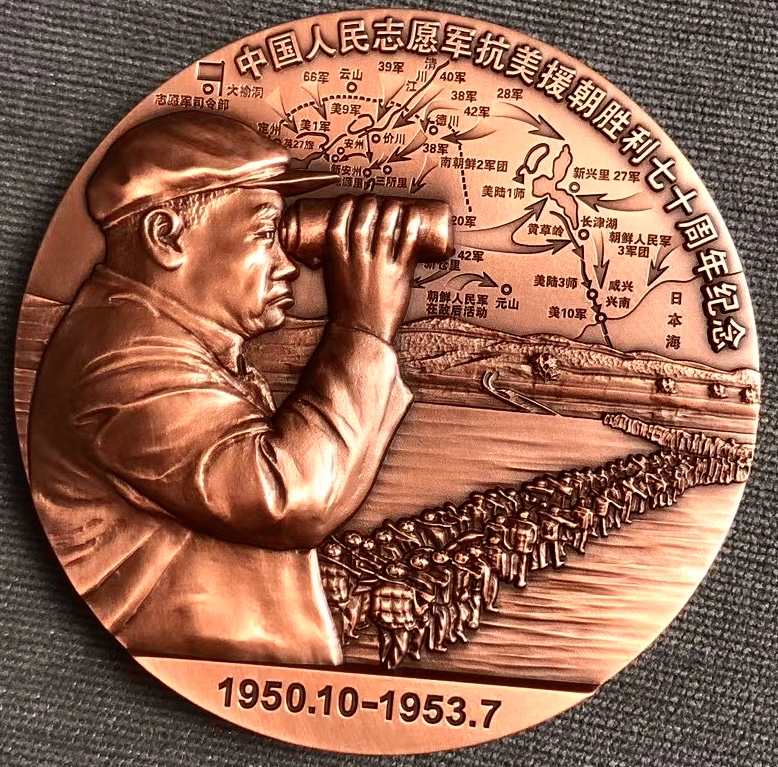 中国人民志愿军抗美援朝胜利七十周年纪念
大榆洞
志愿军司令部
66军
云山
39军
清川江
40军
38军
42军
28军
美9军
定州
美1军
英27旅
安州
价川
德川
38军
新安州
三所里
南朝鲜2军团
美陆1师
新兴里 27军
20军
黄草岭
长津湖
朝鲜人民军
3军团
42军
新仓里
朝鲜人民军
在敌后活动
元山
美陆3师
咸兴
兴南
美10军
日本海
1950.10-1953.7